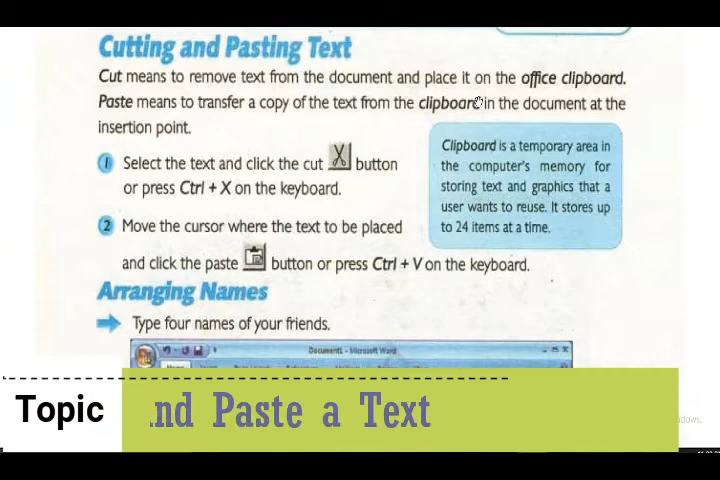 Cutting and Pasting Text
Cut means to remove text from the document and place it on the office clipboard.
Paste means to transfer a copy of the text from the clipboard in the document at the
insertion point.
1 Select the text and click the cut button
or press Ctrl + X on the keyboard.
Clipboard is a temporary area in
the computer's memory for
storing text and graphics that a
user wants to reuse. It stores up
to 24 items at a time.
2 Move the cursor where the text to be placed
and click the paste button or press Ctrl + V on the keyboard.
Arranging Names
Type four names of your friends.
Document1 - Microsoft Word
Topic
nd Paste a Text